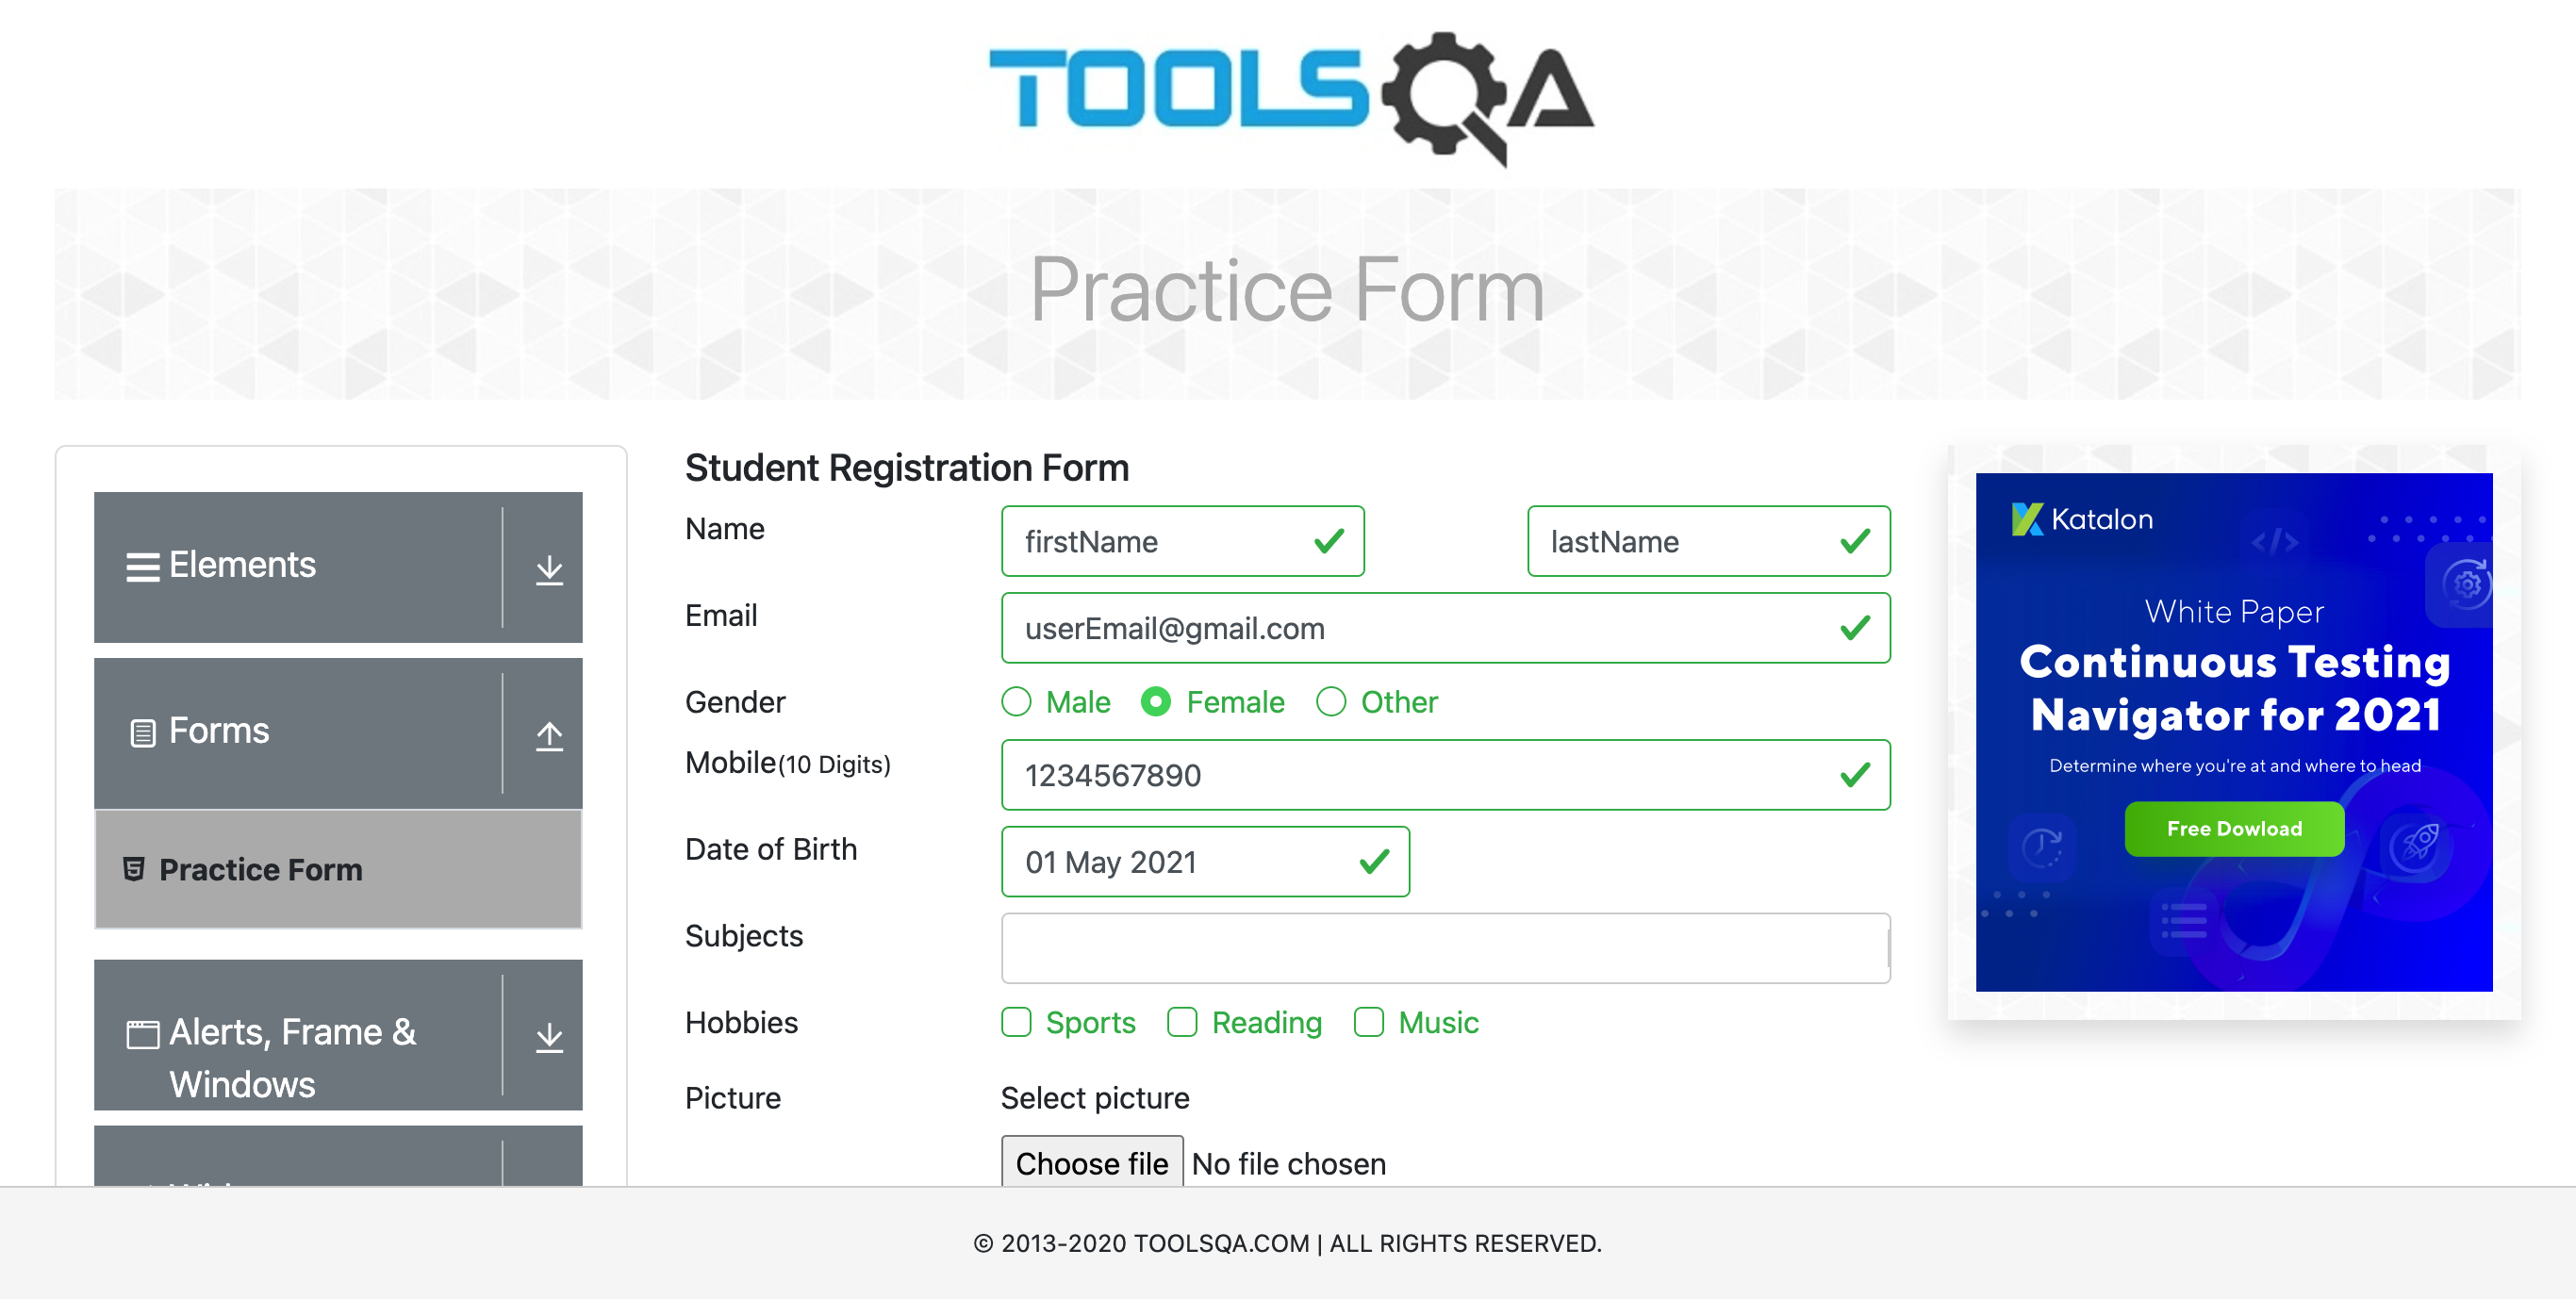 TOOLSQA
Practice Form
Elements
Forms
Practice Form
Alerts, Frame &
Windows
Student Registration Form
Name firstName lastName
Email userEmail@gmail.com
Gender Male Female Other
Mobile(10 Digits) 1234567890
Date of Birth 01 May 2021
Subjects
Hobbies Sports Reading Music
Picture Select picture
Choose file No file chosen
Katalon
White Paper
Continuous Testing
Navigator for 2021
Determine where you're at and where to head
Free Dowload
© 2013-2020 TOOLSQA.COM | ALL RIGHTS RESERVED.